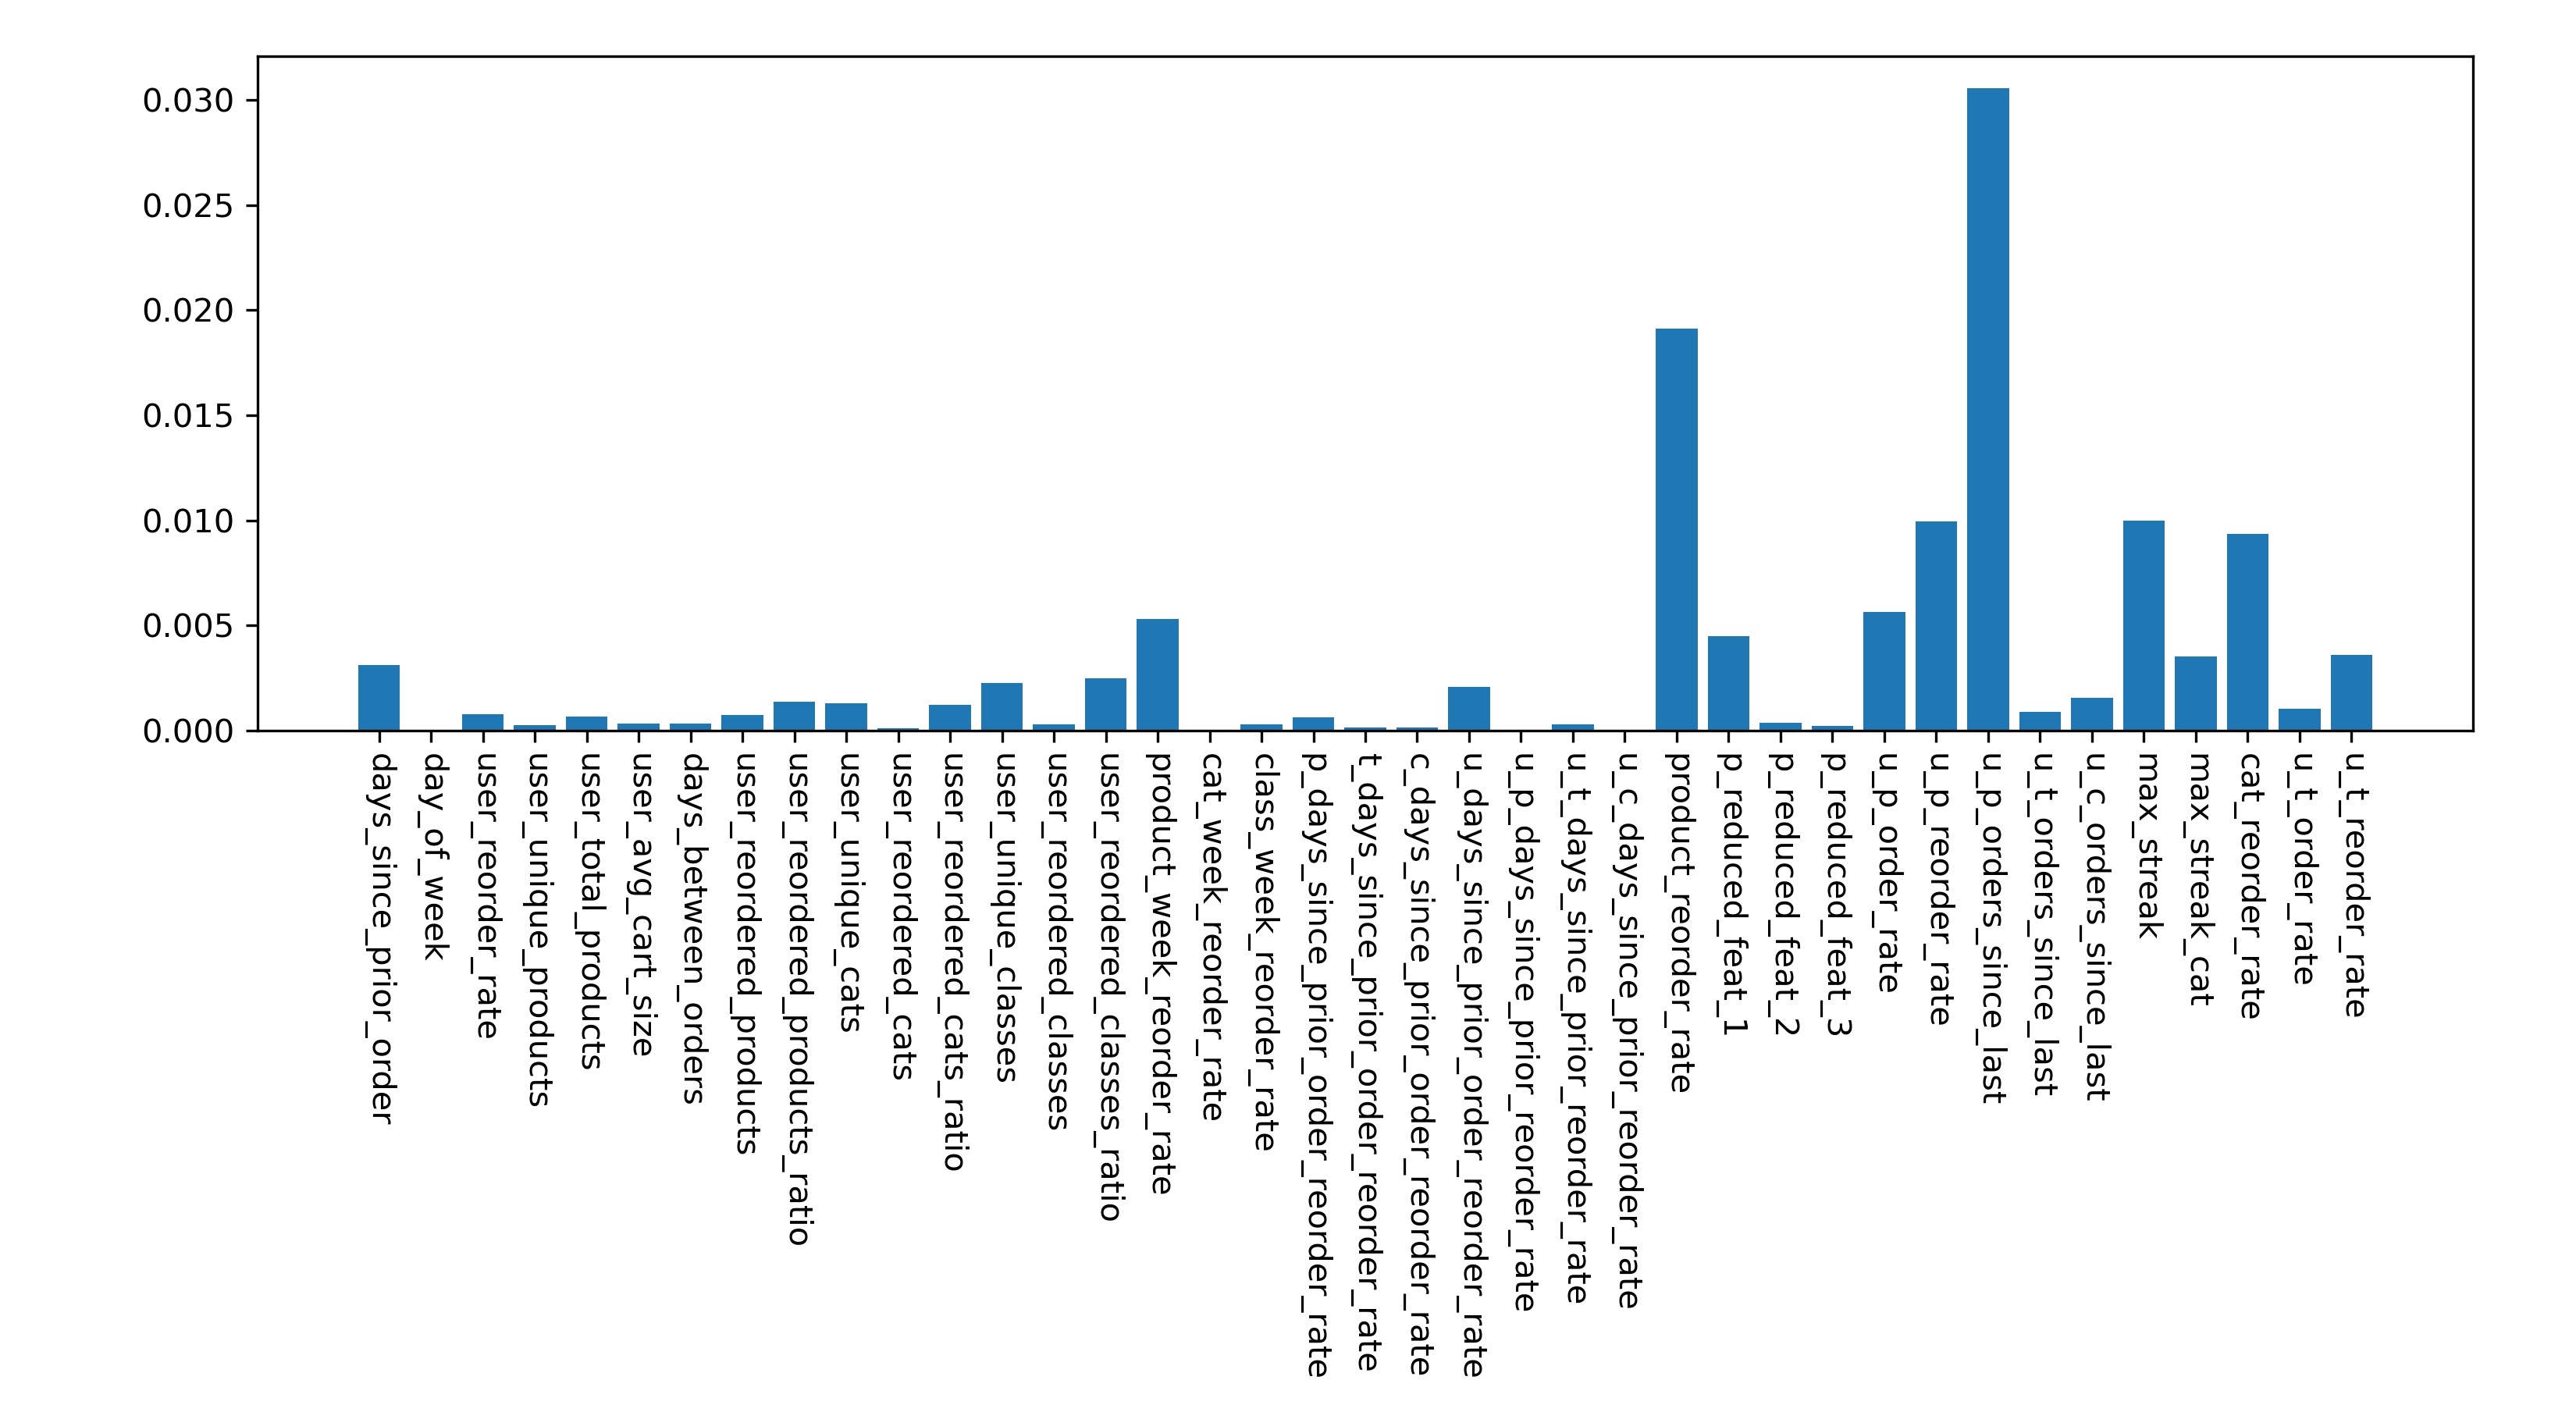 0.030
0.025
0.020
0.015
0.010
0.005
0.000
days_since_prior_order
day_of_week
user_reorder_rate
user_unique_products
user_total_products
user_avg_cart_size
days_between_orders
user_reordered_products
user_reordered_products_ratio
user_unique_cats
user_reordered_cats
user_reordered_cats_ratio
user_unique_classes
user_reordered_classes
user_reordered_classes_ratio
product_week_reorder_rate
cat_week_reorder_rate
class_week_reorder_rate
p_days_since_prior_order_reorder_rate
t_days_since_prior_order_reorder_rate
c_days_since_prior_order_reorder_rate
u_days_since_prior_order_reorder_rate
u_p_days_since_prior_reorder_rate
u_t_days_since_prior_reorder_rate
u_c_days_since_prior_reorder_rate
product_reorder_rate
p_reduced_feat_1
p_reduced_feat_2
p_reduced_feat_3
u_p_order_rate
u_p_reorder_rate
u_p_orders_since_last
u_t_orders_since_last
u_c_orders_since_last
max_streak
max_streak_cat
cat_reorder_rate
u_t_order_rate
u_t_reorder_rate